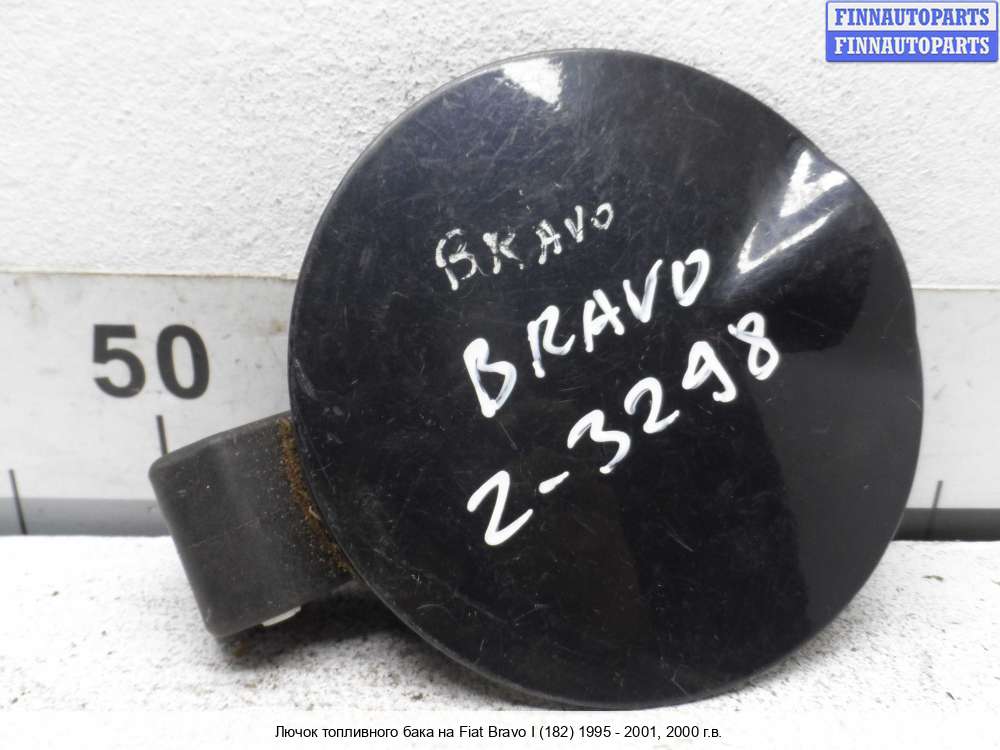 FINNAUTOPARTS
FINNAUTOPARTS
BRAVO
BRAVO
2-3298
50
Лючок топливного бака на Fiat Bravo I (182) 1995 - 2001, 2000 г.в.